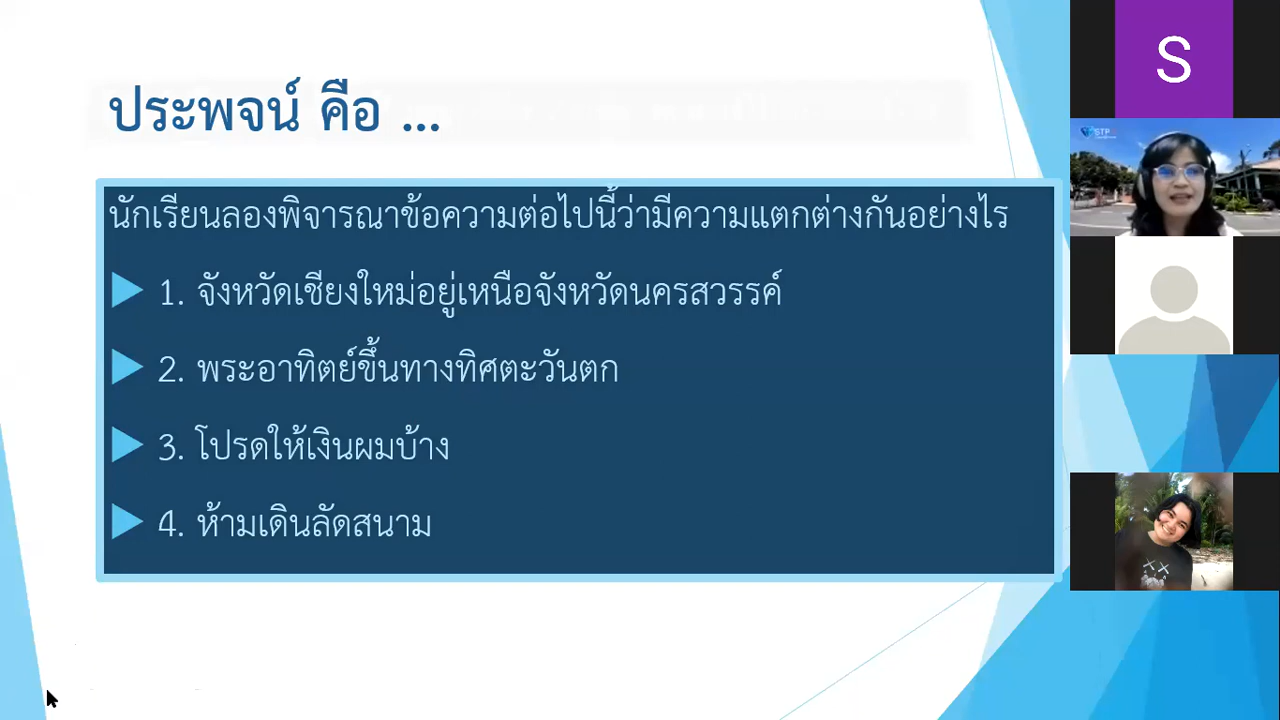 ประพจน์ คือ ...
นักเรียนลองพิจารณาข้อความต่อไปนี้ว่ามีความแตกต่างกันอย่างไร
1. จังหวัดเชียงใหม่อยู่เหนือจังหวัดนครสวรรค์
2. พระอาทิตย์ขึ้นทางทิศตะวันตก
3. โปรดให้เงินผมบ้าง
4. ห้ามเดินลัดสนาม
S